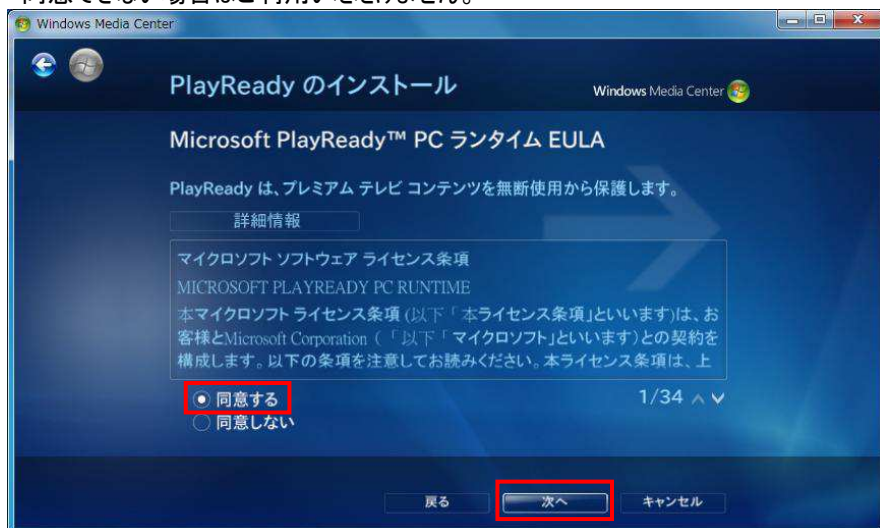 Windows Media Center
PlayReady のインストール
Windows Media Center
Microsoft PlayReady™ PC ランタイム EULA
PlayReady は、プレミアム テレビ コンテンツを無断使用から保護します。
詳細情報
マイクロソフト ソフトウェア ライセンス条項
MICROSOFT PLAYREADY PC RUNTIME
本マイクロソフト ライセンス条項 (以下「本ライセンス条項」といいます)は、お
客様とMicrosoft Corporation (「以下「マイクロソフト」といいます) との契約を
構成します。以下の条項を注意してお読みください。本ライセンス条項は、上
同意する
1/34
同意しない
戻る
次へ
キャンセル